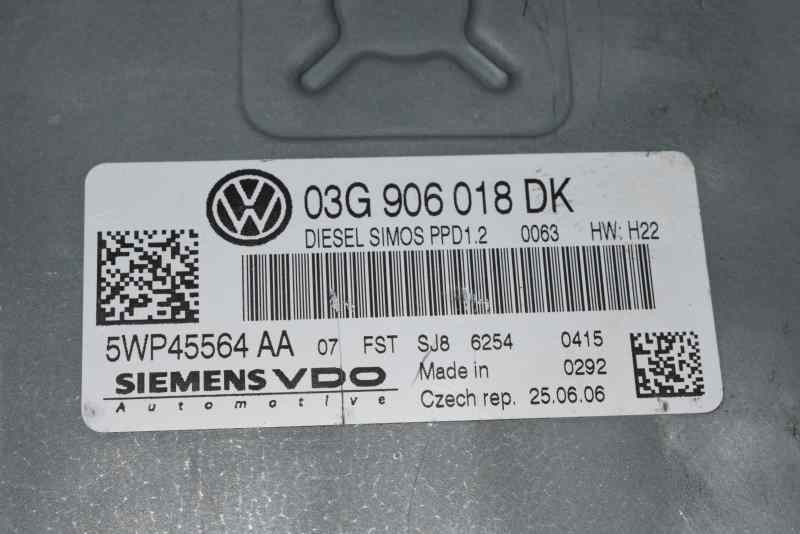 03G 906 018 DK
DIESEL SIMOS PPD1.2 0063 HW: H22
5WP45564 AA 07 FST SJ8 6254 0415
SIEMENS VDO Made in 0292
Automotive Czech rep. 25.06.06